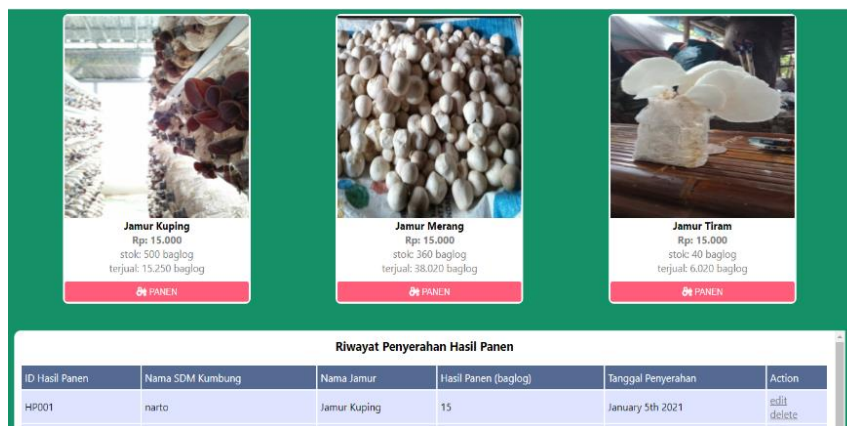 Jamur Kuping
Rp: 15.000
stok: 500 baglog
terjual: 15.250 baglog
PANEN
Jamur Merang
Rp: 15.000
stok: 360 baglog
terjual: 38.020 baglog
PANEN
Jamur Tiram
Rp: 15.000
stok: 40 baglog
terjual: 6.020 baglog
PANEN
Riwayat Penyerahan Hasil Panen
ID Hasil Panen Nama SDM Kumbung Nama Jamur Hasil Panen (baglog) Tanggal Penyerahan Action
HP001 narto Jamur Kuping 15 January 5th 2021 edit
delete